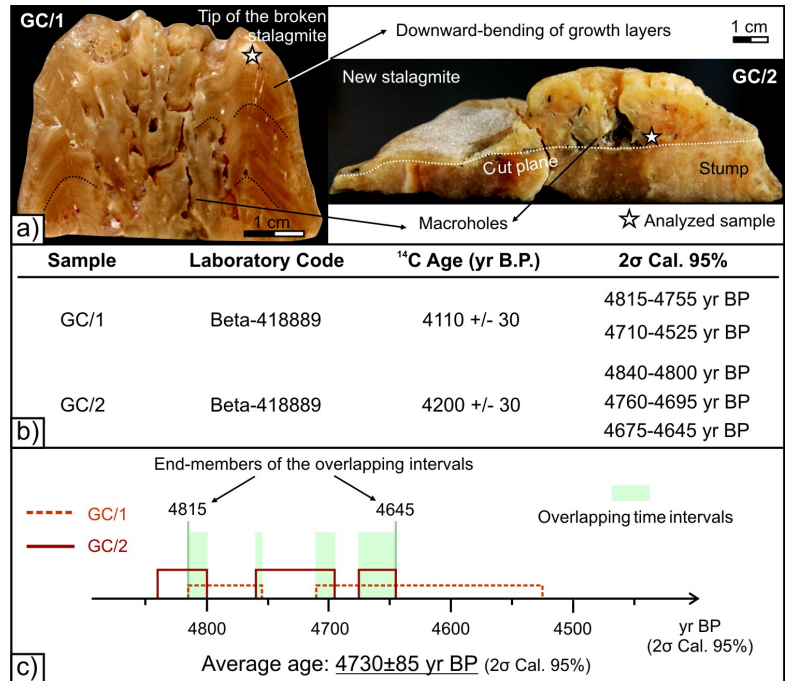 GC/1
Tip of the broken
stalagmite
Downward-bending of growth layers
1 cm
New stalagmite
GC/2
Cut plane
Stump
Macroholes
1 cm
Analyzed sample
a)
Sample Laboratory Code ¹⁴C Age (yr B.P.) 2σ Cal. 95%
GC/1 Beta-418889 4110 +/- 30 4815-4755 yr BP
4710-4525 yr BP
GC/2 Beta-418889 4200 +/- 30 4840-4800 yr BP
4760-4695 yr BP
4675-4645 yr BP
b)
End-members of the overlapping intervals
4815 4645
GC/1
GC/2
Overlapping time intervals
4800 4700 4600 4500 yr BP
(2σ Cal. 95%)
Average age: 4730±85 yr BP (2σ Cal. 95%)
c)